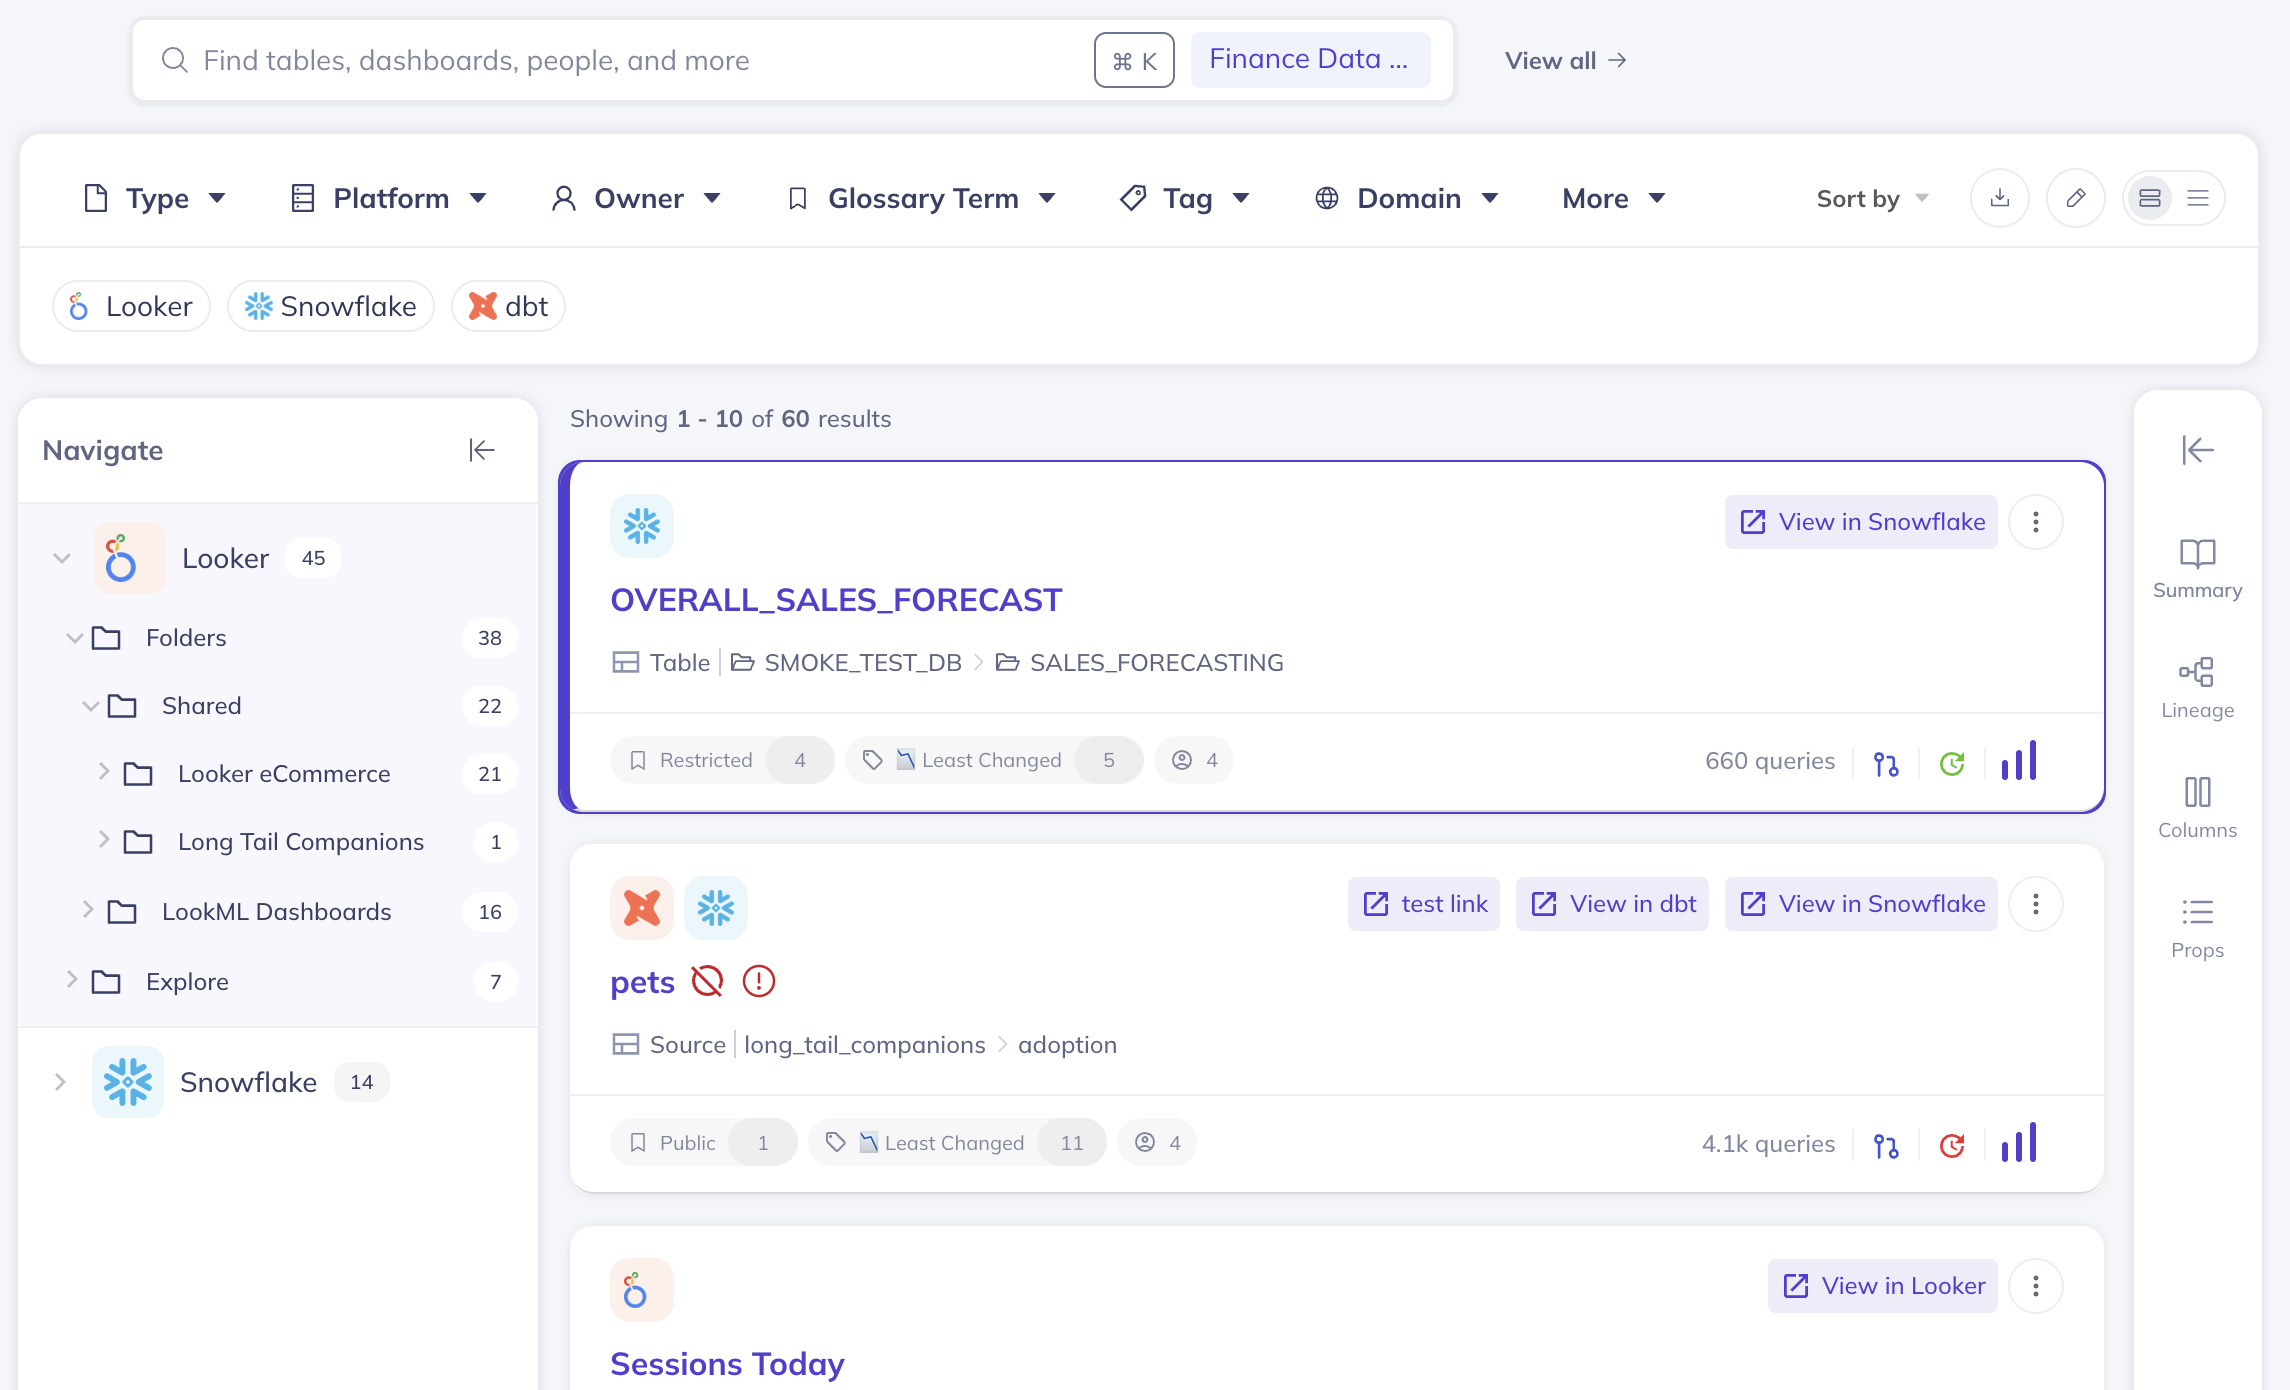 Find tables, dashboards, people, and more ⌘ K Finance Data ... View all →
Type Platform Owner Glossary Term Tag Domain More Sort by
Looker Snowflake dbt
Navigate
Looker 45
Folders 38
Shared 22
Looker eCommerce 21
Long Tail Companions 1
LookML Dashboards 16
Explore 7
Snowflake 14
Showing 1 - 10 of 60 results
View in Snowflake
OVERALL_SALES_FORECAST
Table SMOKE_TEST_DB > SALES_FORECASTING
Restricted 4 Least Changed 5 4 660 queries
test link View in dbt View in Snowflake
pets
Source long_tail_companions > adoption
Public 1 Least Changed 11 4 4.1k queries
View in Looker
Sessions Today
Summary
Lineage
Columns
Props